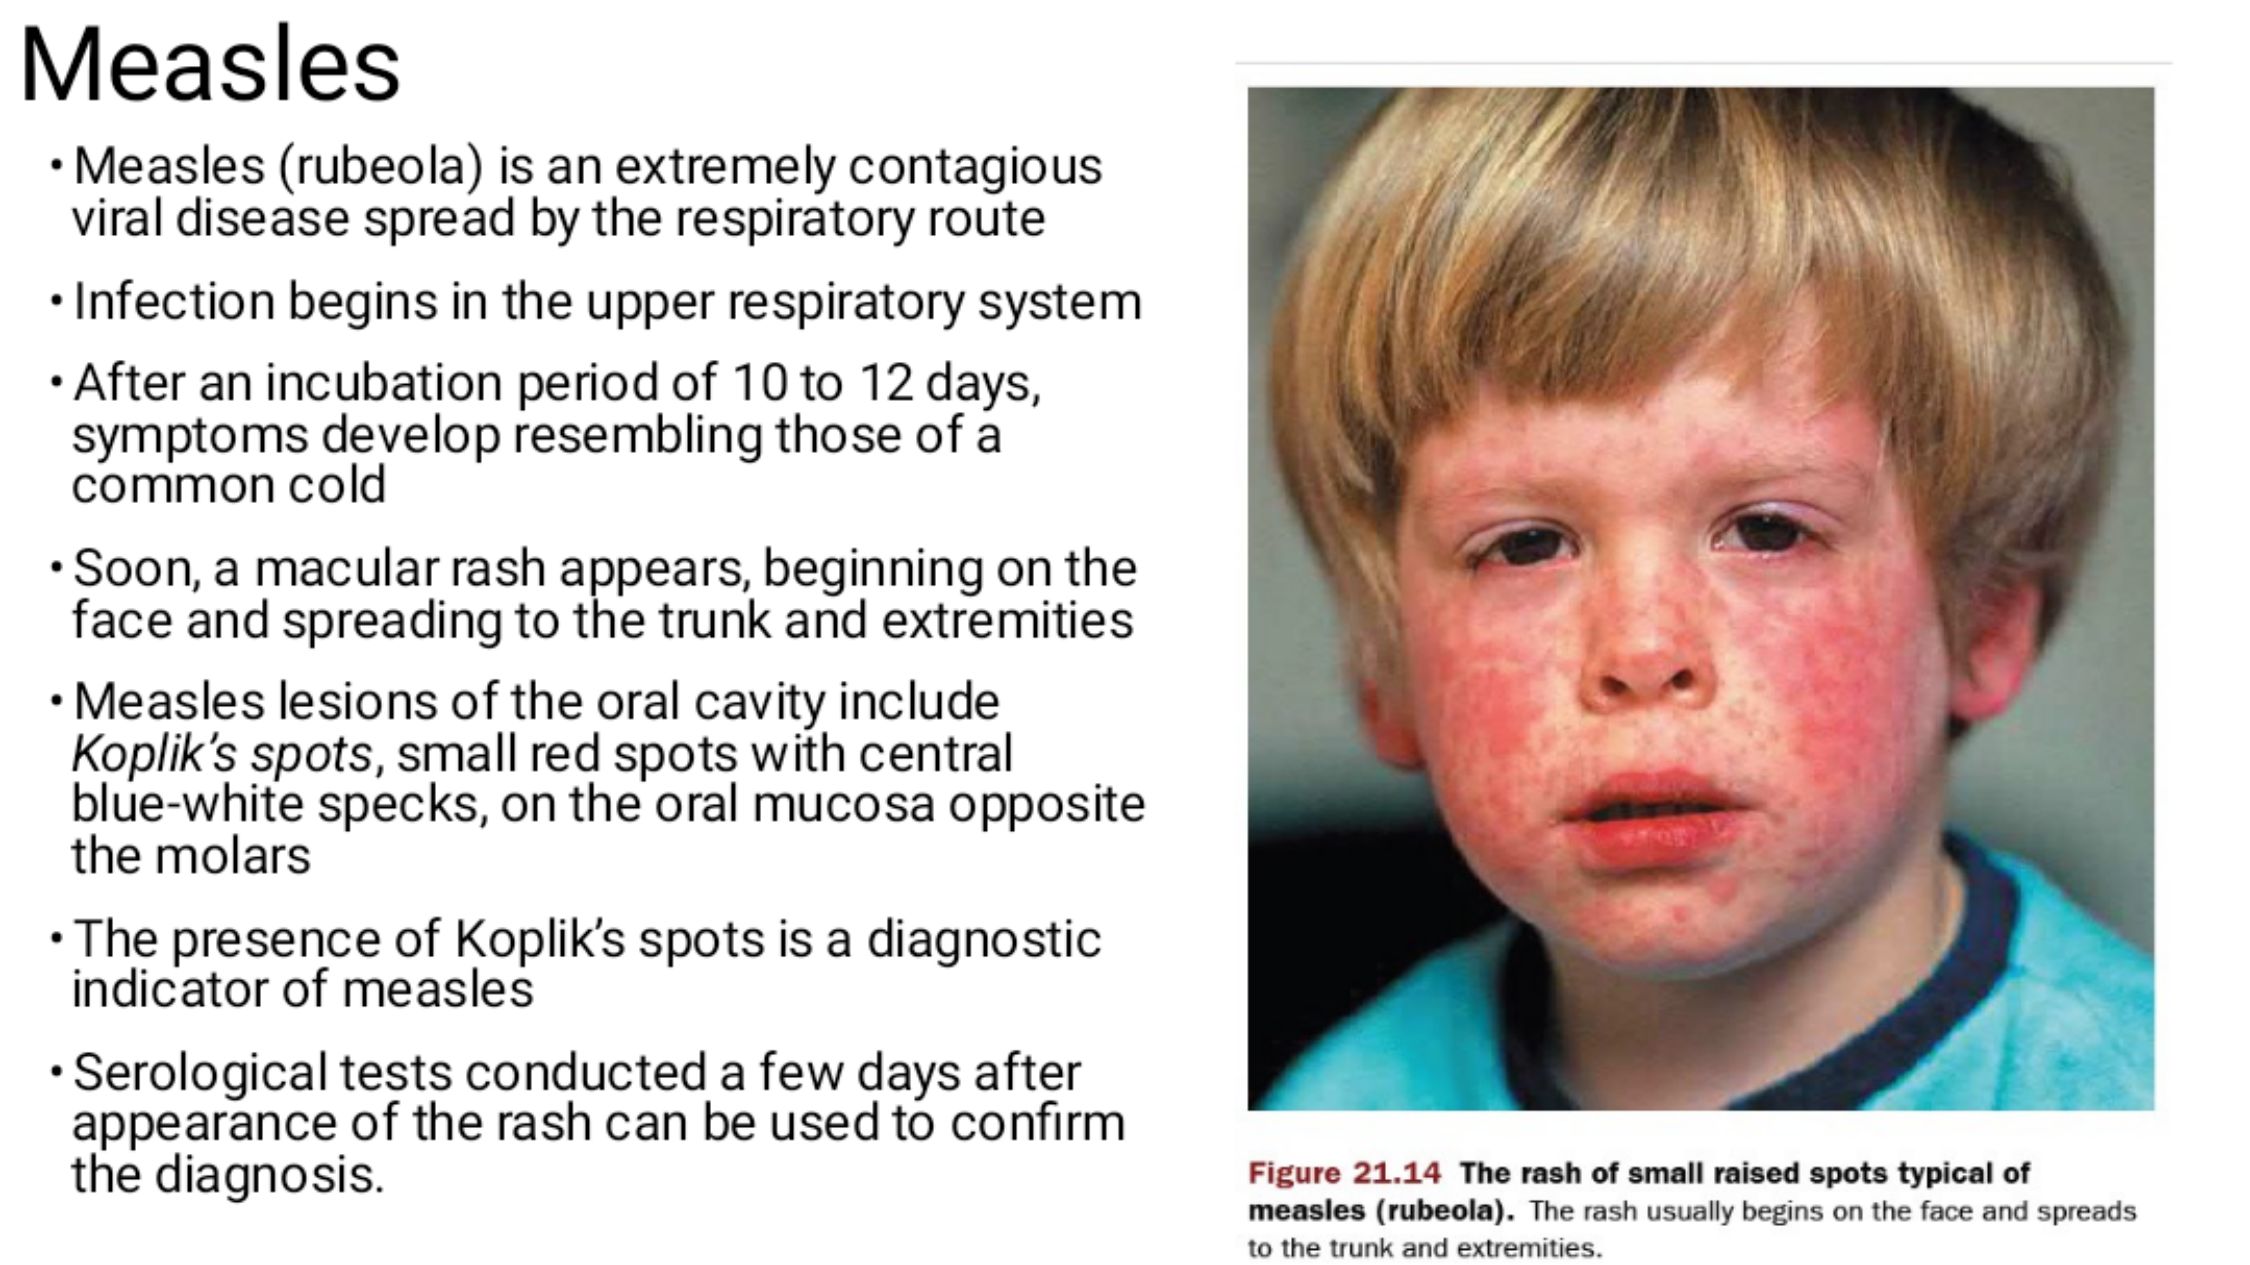 Measles
• Measles (rubeola) is an extremely contagious
viral disease spread by the respiratory route
• Infection begins in the upper respiratory system
• After an incubation period of 10 to 12 days,
symptoms develop resembling those of a
common cold
• Soon, a macular rash appears, beginning on the
face and spreading to the trunk and extremities
• Measles lesions of the oral cavity include
Koplik’s spots, small red spots with central
blue-white specks, on the oral mucosa opposite
the molars
• The presence of Koplik’s spots is a diagnostic
indicator of measles
• Serological tests conducted a few days after
appearance of the rash can be used to confirm
the diagnosis.
Figure 21.14 The rash of small raised spots typical of
measles (rubeola). The rash usually begins on the face and spreads
to the trunk and extremities.